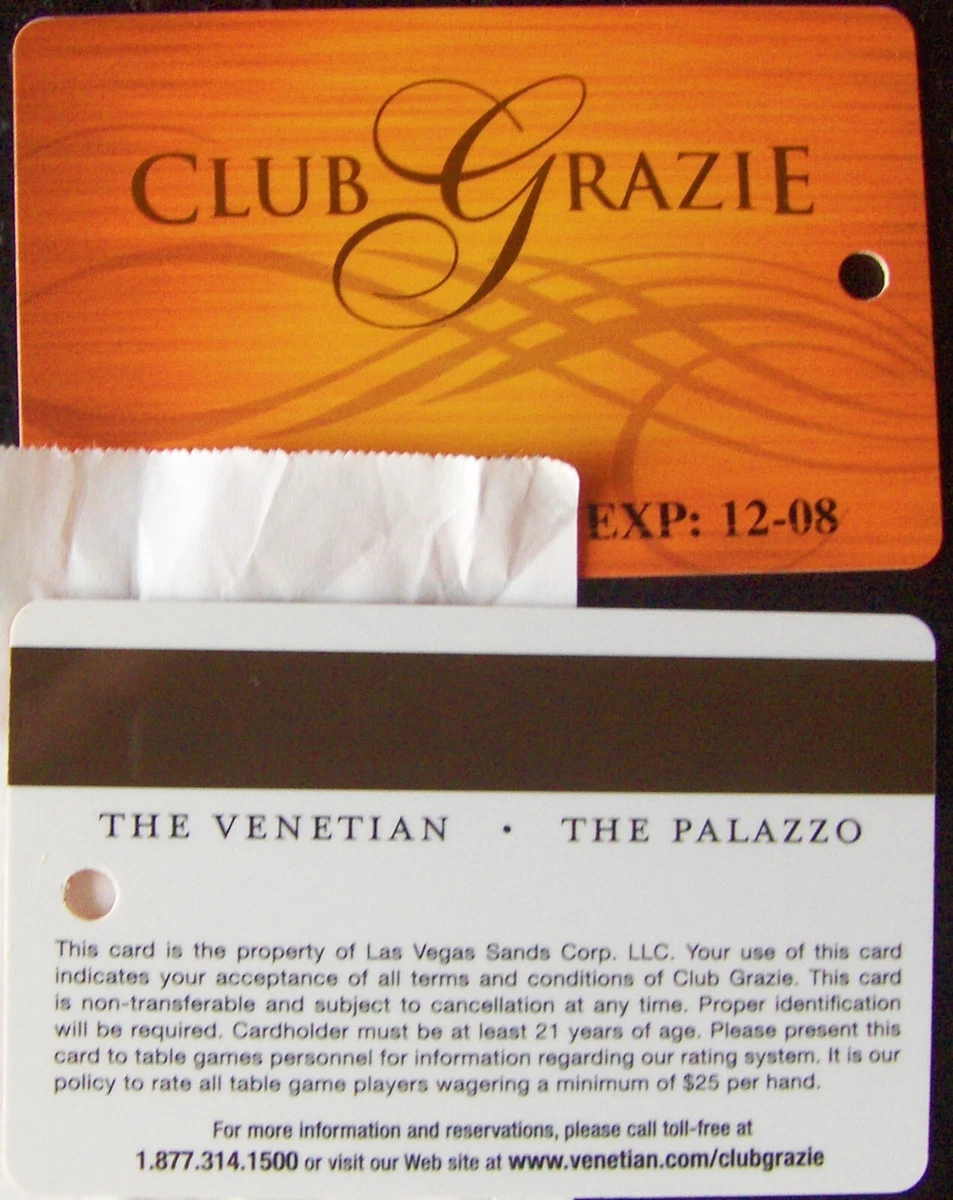 CLUB GRAZIE
EXP: 12-08
THE VENETIAN • THE PALAZZO
This card is the property of Las Vegas Sands Corp. LLC. Your use of this card
indicates your acceptance of all terms and conditions of Club Grazie. This card
is non-transferable and subject to cancellation at any time. Proper identification
will be required. Cardholder must be at least 21 years of age. Please present this
card to table games personnel for information regarding our rating system. It is our
policy to rate all table game players wagering a minimum of $25 per hand.
For more information and reservations, please call toll-free at
1.877.314.1500 or visit our Web site at www.venetian.com/clubgrazie